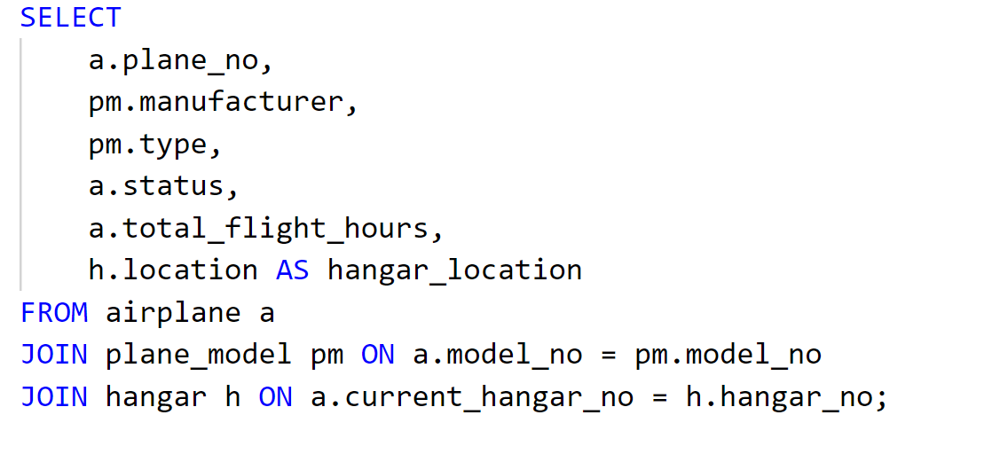 SELECT
    a.plane_no,
    pm.manufacturer,
    pm.type,
    a.status,
    a.total_flight_hours,
    h.location AS hangar_location
FROM airplane a
JOIN plane_model pm ON a.model_no = pm.model_no
JOIN hangar h ON a.current_hangar_no = h.hangar_no;